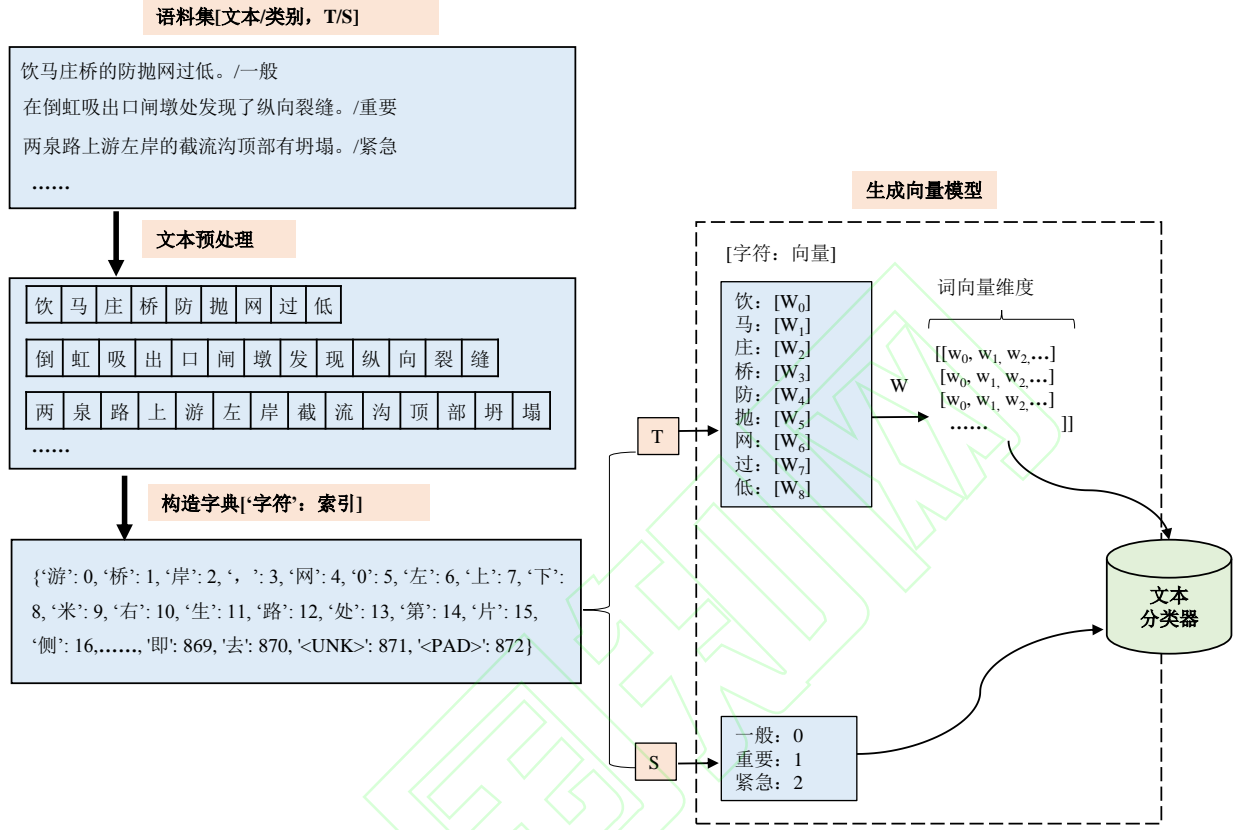 语料集[文本/类别，T/S]
饮马庄桥的防抛网过低。/一般
在倒虹吸出口闸墩处发现了纵向裂缝。/重要
两泉路上游左岸的截流沟顶部有坍塌。/紧急
……
文本预处理
饮 马 庄 桥 防 抛 网 过 低
倒 虹 吸 出 口 闸 墩 发 现 纵 向 裂 缝
两 泉 路 上 游 左 岸 截 流 沟 顶 部 坍 塌
……
构造字典[‘字符’：索引]
{‘游’: 0, ‘桥’: 1, ‘岸’: 2, ‘，’: 3, ‘网’: 4, ‘0’: 5, ‘左’: 6, ‘上’: 7, ‘下’:
8, ‘米’: 9, ‘右’: 10, ‘生’: 11, ‘路’: 12, ‘处’: 13, ‘第’: 14, ‘片’: 15,
‘侧’: 16,……, '即': 869, '去': 870, '<UNK>': 871, '<PAD>': 872}
T
S
生成向量模型
[字符：向量]
饮：[W0]
马：[W1]
庄：[W2]
桥：[W3]
防：[W4]
抛：[W5]
网：[W6]
过：[W7]
低：[W8]
W
词向量维度
[[w0, w1, w2,…]
[w0, w1, w2,…]
[w0, w1, w2,…]
…… ]]
一般：0
重要：1
紧急：2
文本
分类器